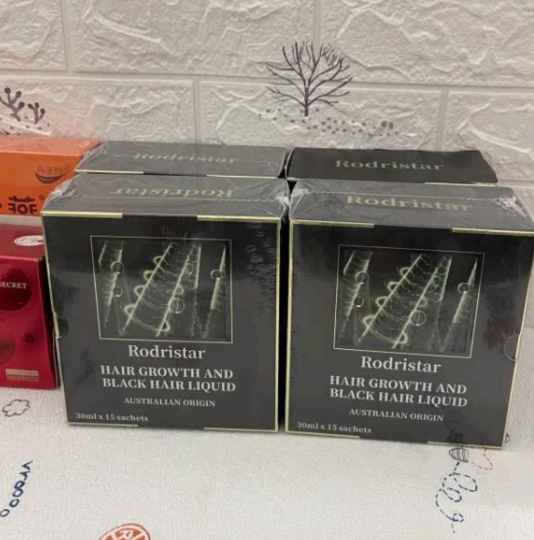 Rodristar
Rodristar
Rodristar
Rodristar
SECRET
Rodristar
HAIR GROWTH AND
BLACK HAIR LIQUID
AUSTRALIAN ORIGIN
30ml x 15 sachets
Rodristar
HAIR GROWTH AND
BLACK HAIR LIQUID
AUSTRALIAN ORIGIN
30ml x 15 sachets